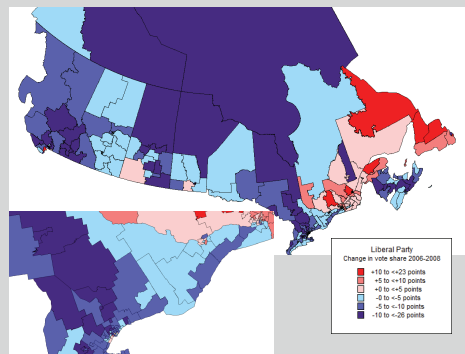 Liberal Party
Change in vote share 2006-2008
+10 to <+23 points
+5 to <+10 points
+0 to <+5 points
-0 to <-5 points
-5 to <-10 points
-10 to <-26 points